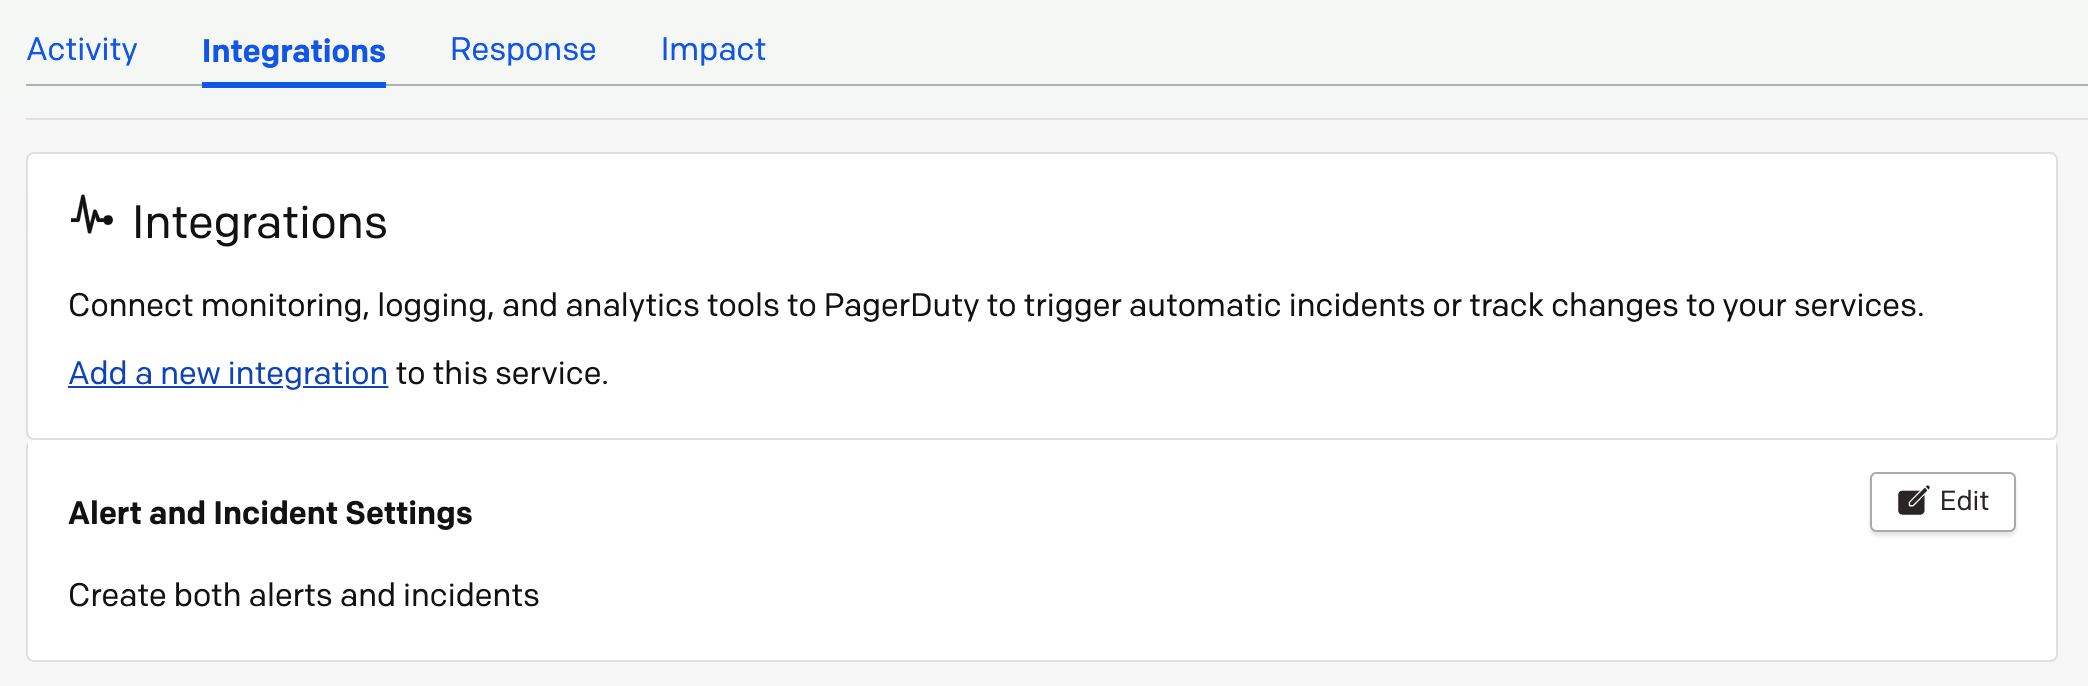 Activity Integrations Response Impact
Integrations
Connect monitoring, logging, and analytics tools to PagerDuty to trigger automatic incidents or track changes to your services.
Add a new integration to this service.
Alert and Incident Settings
Edit
Create both alerts and incidents